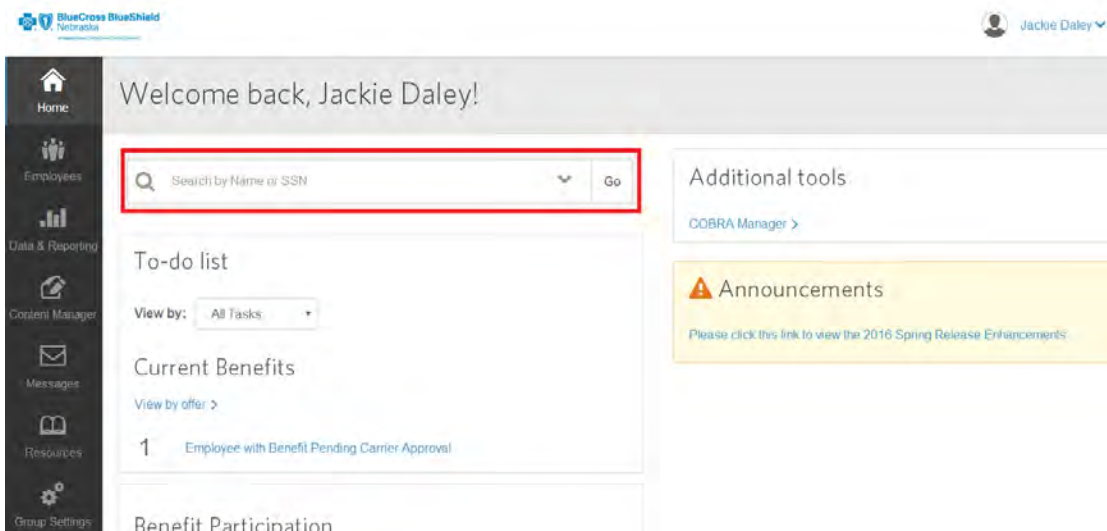 BlueCross BlueShield
Nebraska
Jackie Daley
Home
Welcome back, Jackie Daley!
Employees
Search by Name or SSN
Go
Additional tools
COBRA Manager >
Data & Reporting
To-do list
Content Manager
View by: All Tasks
Announcements
Please click this link to view the 2016 Spring Release Enhancements
Messages
Current Benefits
View by offer >
Resources
1 Employee with Benefit Pending Carrier Approval
Group Settings
Benefit Participation